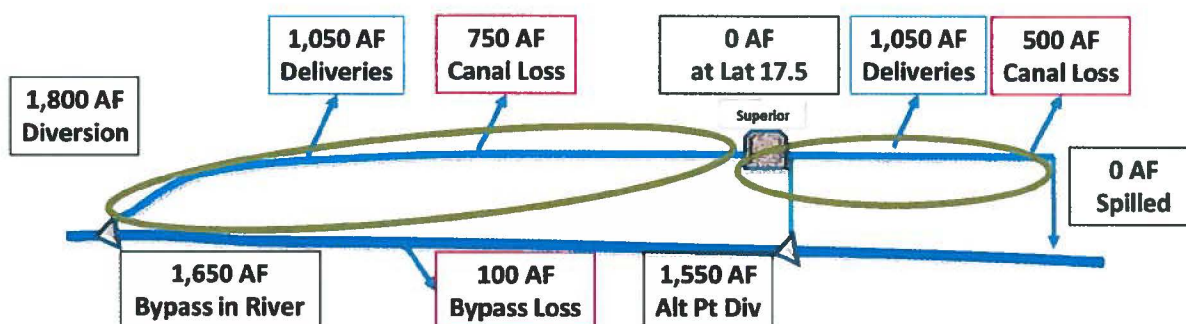 1,050 AF
Deliveries
750 AF
Canal Loss
0 AF
at Lat 17.5
1,050 AF
Deliveries
500 AF
Canal Loss
1,800 AF
Diversion
Superior
0 AF
Spilled
1,650 AF
Bypass in River
100 AF
Bypass Loss
1,550 AF
Alt Pt Div